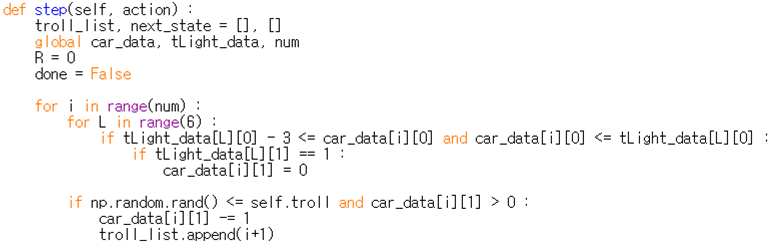 def step(self, action) :
    troll_list, next_state = [], []
    global car_data, tLight_data, num
    R = 0
    done = False

    for i in range(num) :
        for L in range(6) :
            if tLight_data[L][0] - 3 <= car_data[i][0] and car_data[i][0] <= tLight_data[L][0] :
                if tLight_data[L][1] == 1 :
                    car_data[i][1] = 0

        if np.random.rand() <= self.troll and car_data[i][1] > 0 :
            car_data[i][1] -= 1
            troll_list.append(i+1)